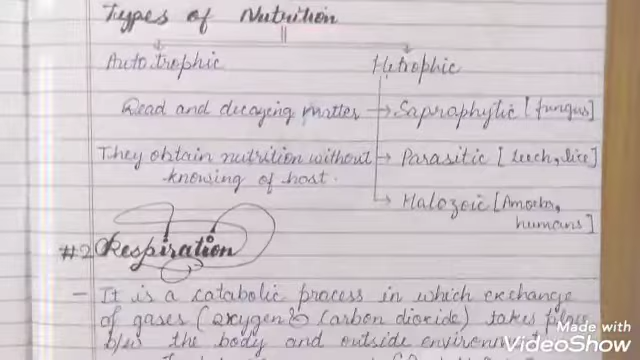 Types of Nutrition
Autotrophic Hetrophic
Dead and decaying matter → Sapraphytic [fungus]
They obtain nutrition without → Parasitic [leech, lice]
knowing of host.
→ Halozoic [Amoeba,
humans]
#2 Respiration
- It is a catabolic process in which exchange
of gases (oxygen & carbon dioxide) takes place
b/w the body and outside environment
Made with
VideoShow